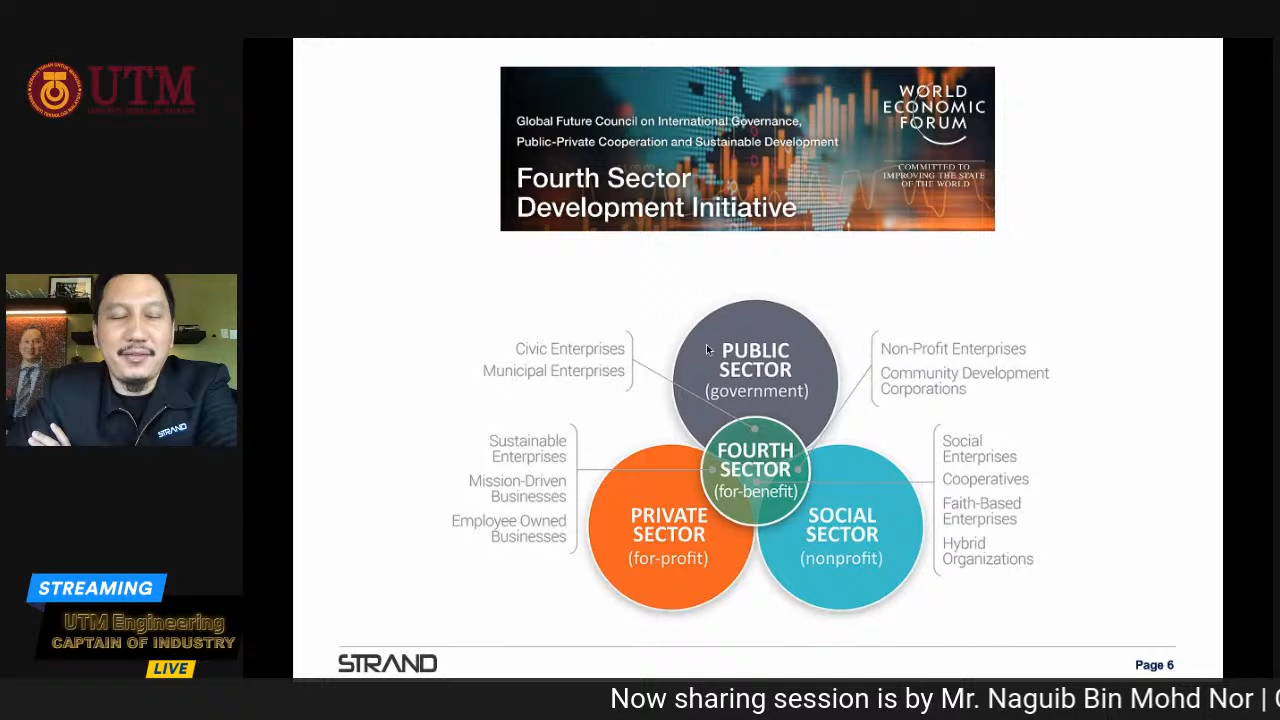 UTM
UNIVERSITI TEKNOLOGI MALAYSIA
WORLD
ECONOMIC
FORUM
COMMITTED TO
IMPROVING THE STATE
OF THE WORLD
Global Future Council on International Governance,
Public-Private Cooperation and Sustainable Development
Fourth Sector
Development Initiative
Civic Enterprises
Municipal Enterprises
PUBLIC
SECTOR
(government)
Non-Profit Enterprises
Community Development
Corporations
Sustainable
Enterprises
Mission-Driven
Businesses
Employee Owned
Businesses
FOURTH
SECTOR
(for-benefit)
Social
Enterprises
Cooperatives
Faith-Based
Enterprises
Hybrid
Organizations
PRIVATE
SECTOR
(for-profit)
SOCIAL
SECTOR
(nonprofit)
STRAND
STREAMING
UTM Engineering
CAPTAIN OF INDUSTRY
LIVE
STRAND
Page 6
Now sharing session is by Mr. Naguib Bin Mohd Nor |